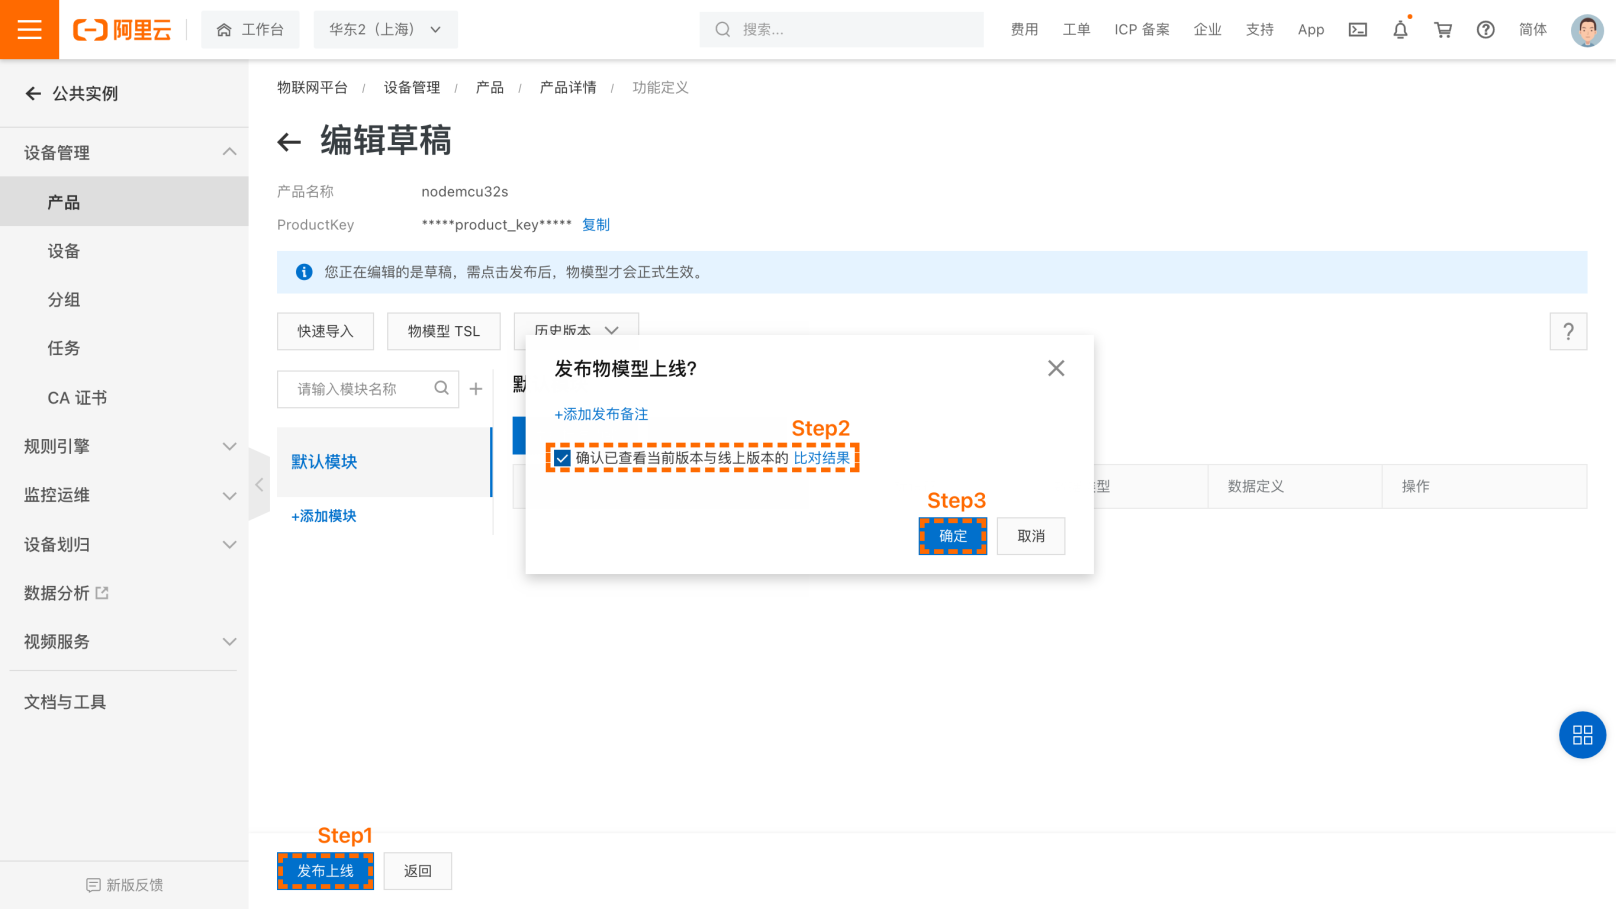 阿里云
工作台
华东2（上海）
搜索...
费用
工单
ICP 备案
企业
支持
App
简体
公共实例
设备管理
产品
设备
分组
任务
CA 证书
规则引擎
监控运维
设备划归
数据分析
视频服务
文档与工具
新版反馈
物联网平台 / 设备管理 / 产品 / 产品详情 / 功能定义
编辑草稿
产品名称 nodemcu32s
ProductKey *****product_key***** 复制
您正在编辑的是草稿，需点击发布后，物模型才会正式生效。
快速导入
物模型 TSL
历史版本
?
请输入模块名称
默认模块
+添加模块
发布物模型上线?
+添加发布备注
Step2
确认已查看当前版本与线上版本的 比对结果
Step3
确定
取消
数据定义
操作
Step1
发布上线
返回